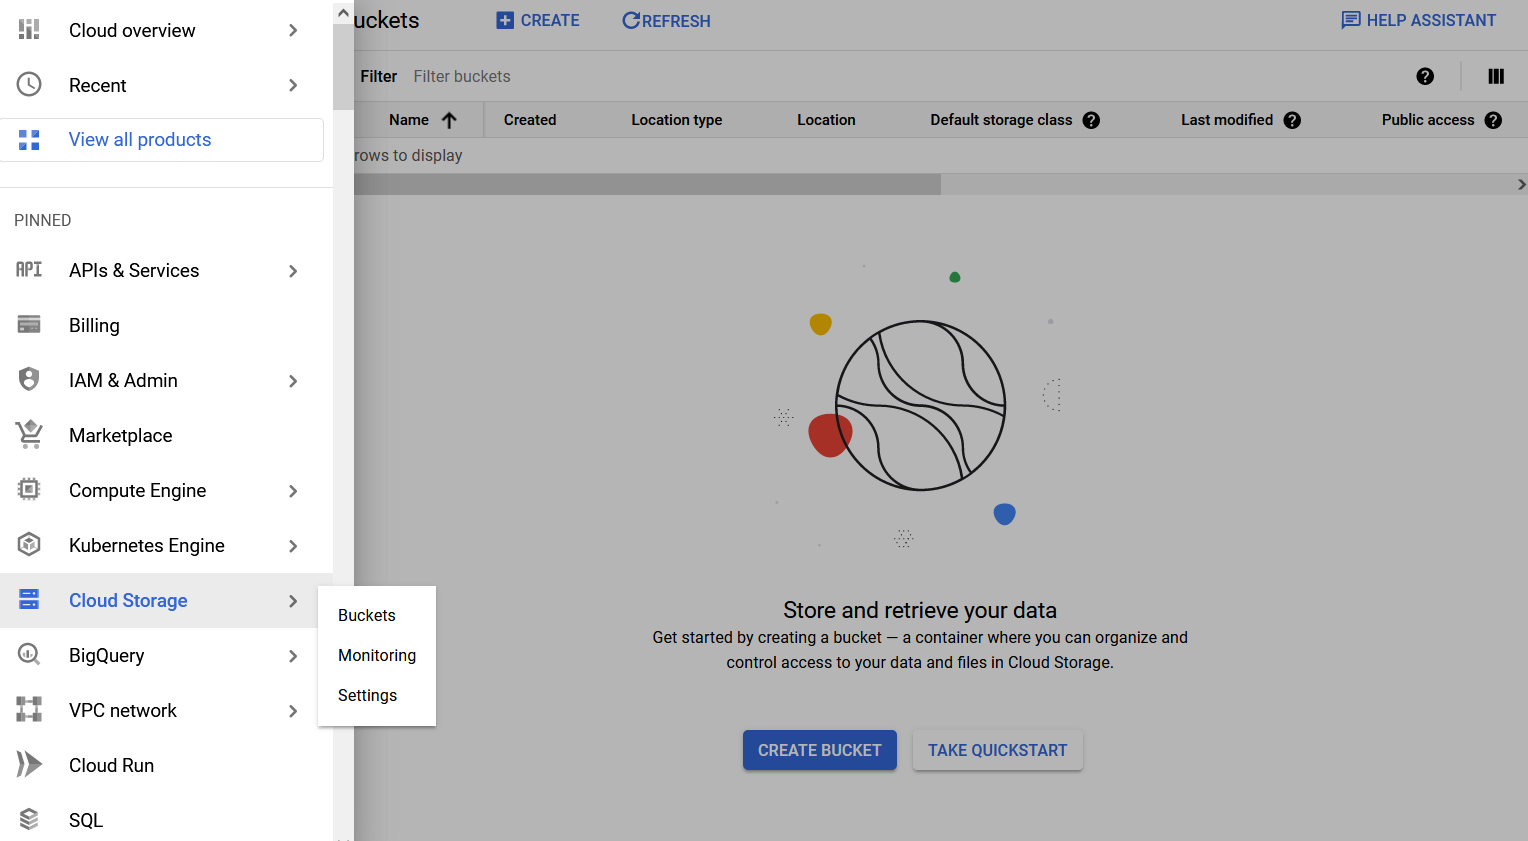 Cloud overview
Recent
View all products
PINNED
API APIs & Services
Billing
IAM & Admin
Marketplace
Compute Engine
Kubernetes Engine
Cloud Storage
BigQuery
VPC network
Cloud Run
SQL
Buckets
Monitoring
Settings
uckets CREATE REFRESH HELP ASSISTANT
Filter Filter buckets
Name Created Location type Location Default storage class Last modified Public access
rows to display
Store and retrieve your data
Get started by creating a bucket — a container where you can organize and
control access to your data and files in Cloud Storage.
CREATE BUCKET TAKE QUICKSTART